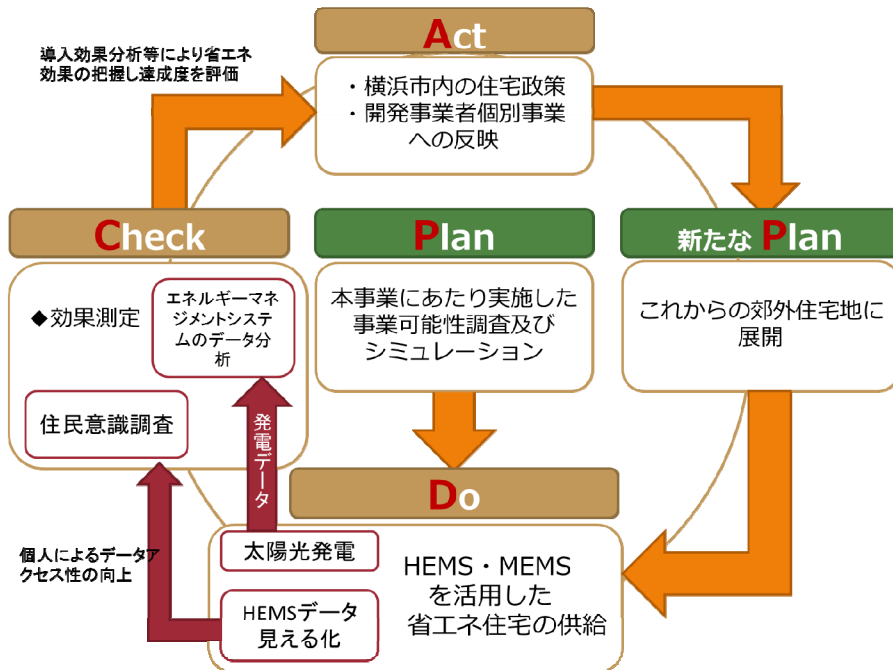 導入効果分析等により省エネ
効果の把握し達成度を評価
Act
・横浜市内の住宅政策
・開発事業者個別事業
への反映
Check
◆効果測定
エネルギーマネ
ジメントシステ
ムのデータ分
析
住民意識調査
Plan
本事業にあたり実施した
事業可能性調査及び
シミュレーション
新たな Plan
これからの郊外住宅地に
展開
発電データ
Do
太陽光発電
HEMSデータ
見える化
HEMS・MEMS
を活用した
省エネ住宅の供給
個人によるデータア
クセス性の向上